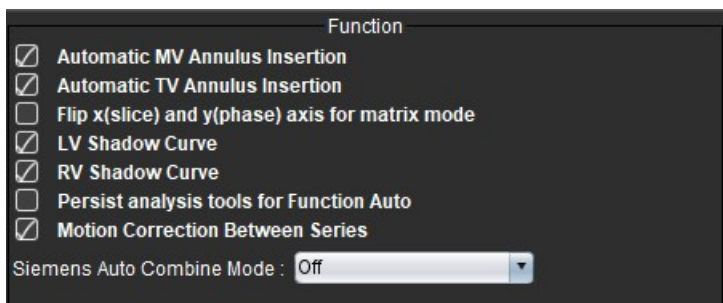 Function
Automatic MV Annulus Insertion
Automatic TV Annulus Insertion
Flip x(slice) and y(phase) axis for matrix mode
LV Shadow Curve
RV Shadow Curve
Persist analysis tools for Function Auto
Motion Correction Between Series
Siemens Auto Combine Mode : Off